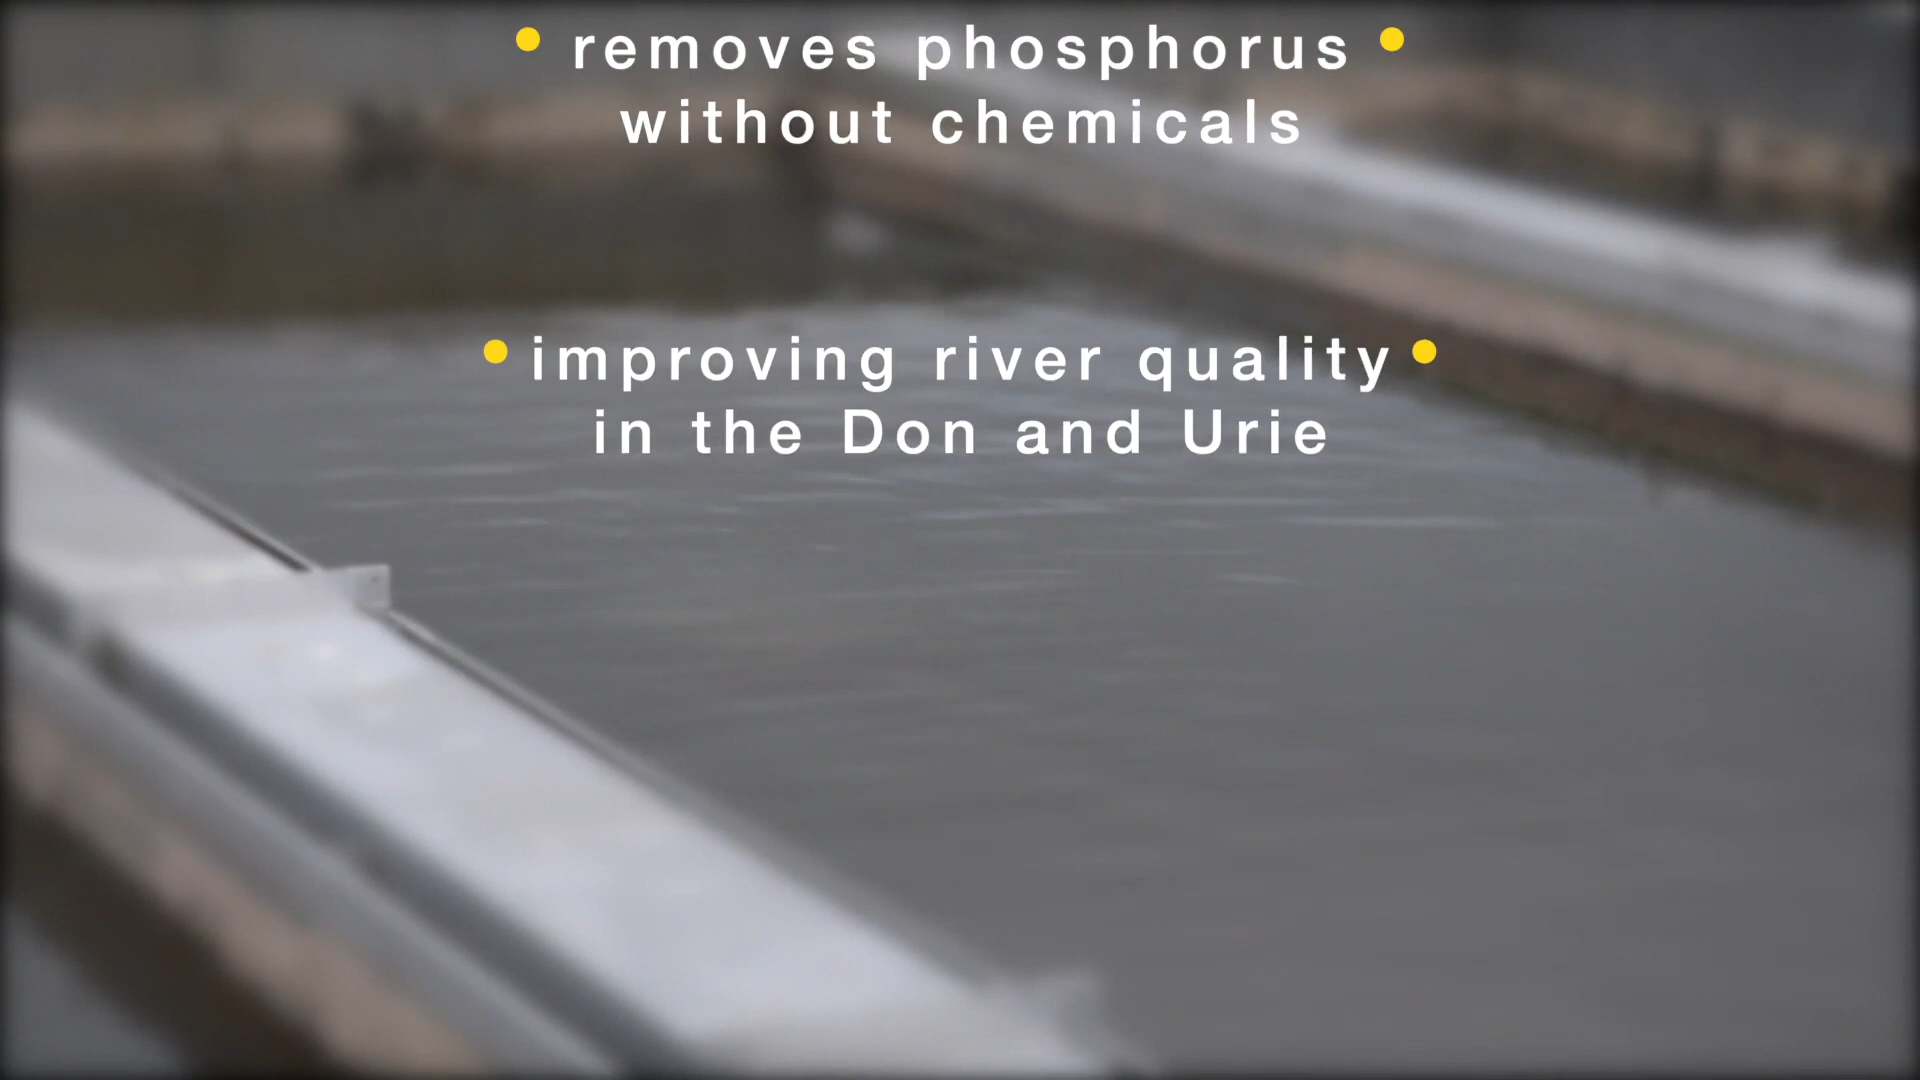 • removes phosphorus •
without chemicals
• improving river quality •
in the Don and Urie